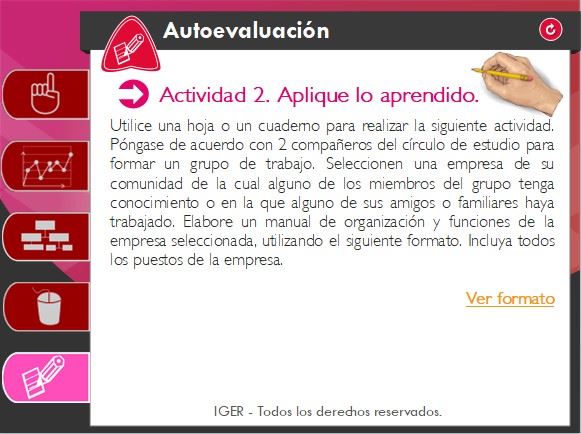 Autoevaluación
Actividad 2. Aplique lo aprendido.
Utilice una hoja o un cuaderno para realizar la siguiente actividad.
Póngase de acuerdo con 2 compañeros del círculo de estudio para
formar un grupo de trabajo. Seleccionen una empresa de su
comunidad de la cual alguno de los miembros del grupo tenga
conocimiento o en la que alguno de sus amigos o familiares haya
trabajado. Elabore un manual de organización y funciones de la
empresa seleccionada, utilizando el siguiente formato. Incluya todos
los puestos de la empresa.
Ver formato
IGER - Todos los derechos reservados.